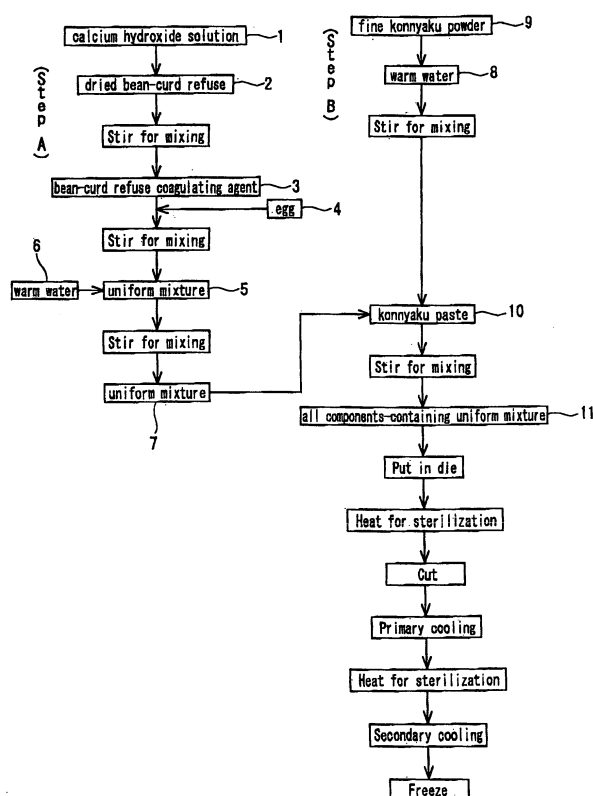 calcium hydroxide solution 1
(Step A)
dried bean-curd refuse 2
Stir for mixing
bean-curd refuse coagulating agent 3
egg 4
Stir for mixing
6
warm water
uniform mixture 5
Stir for mixing
uniform mixture
7
fine konnyaku powder 9
(Step B)
warm water 8
Stir for mixing
konnyaku paste 10
Stir for mixing
all components-containing uniform mixture 11
Put in die
Heat for sterilization
Cut
Primary cooling
Heat for sterilization
Secondary cooling
Freeze